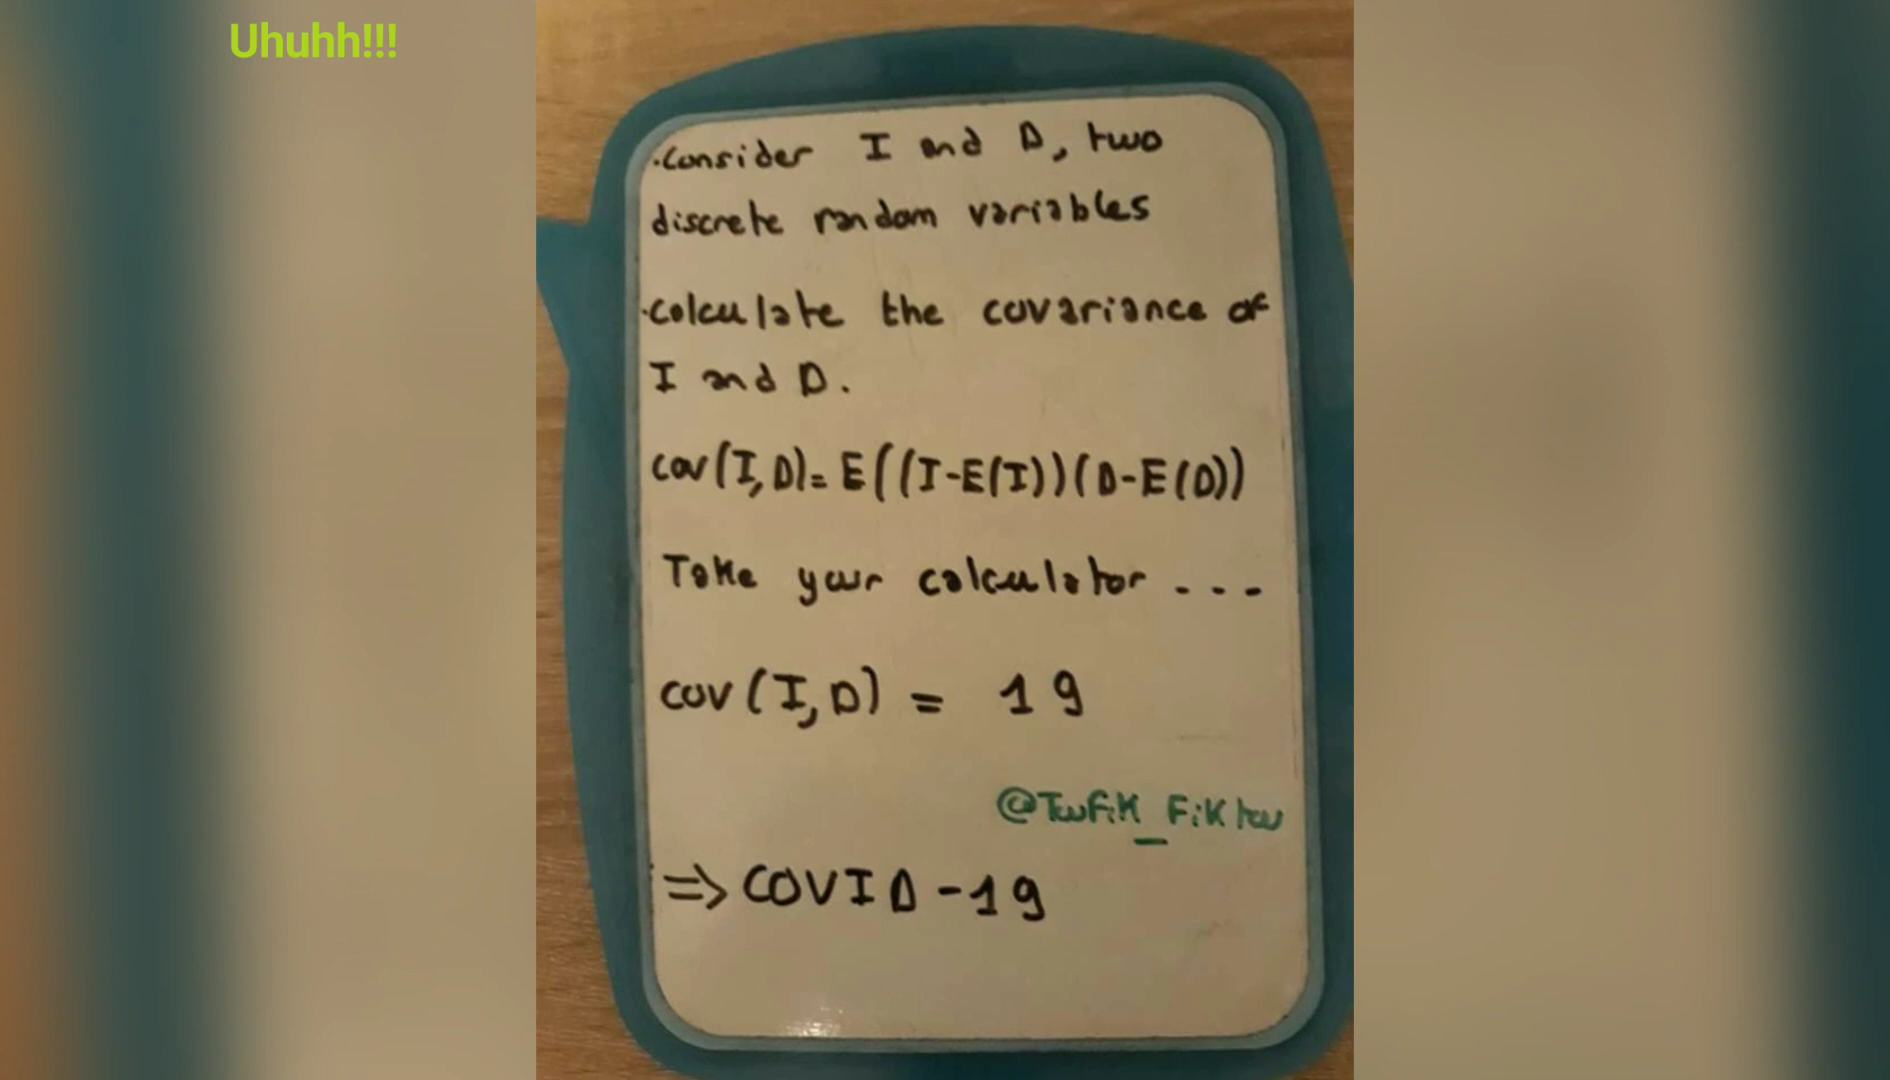 Uhuhh!!!
·Consider I and D, two
discrete random variables
·calculate the covariance of
I and D.
cov(I,D)= E((I-E(I))(D-E(D))
Take your calculator ...
cov(I,D) = 19
@TwFiK_FiKtw
=> COVID-19